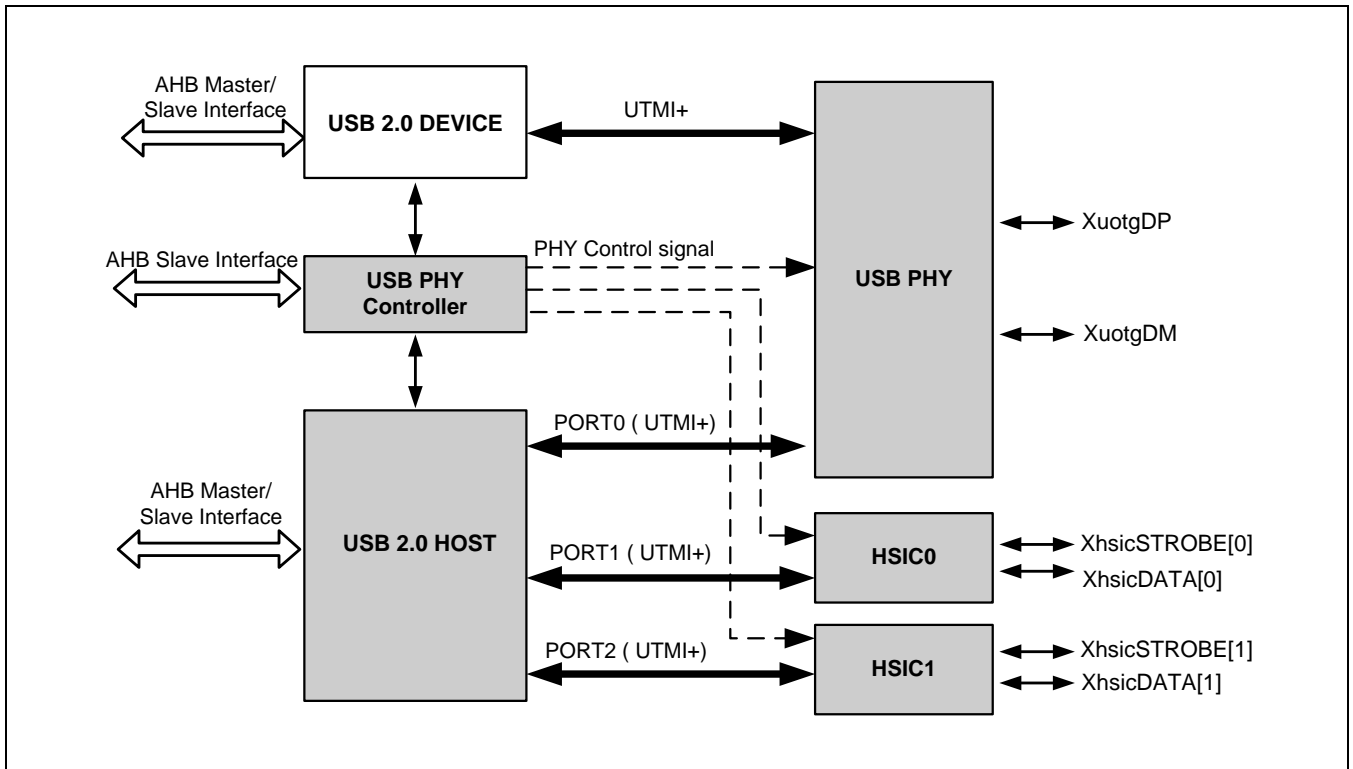 AHB Master/
Slave Interface
USB 2.0 DEVICE
UTMI+
XuotgDP
PHY Control signal
AHB Slave Interface
USB PHY
Controller
USB PHY
XuotgDM
PORT0 ( UTMI+)
AHB Master/
Slave Interface
USB 2.0 HOST
PORT1 ( UTMI+)
HSIC0
XhsicSTROBE[0]
XhsicDATA[0]
PORT2 ( UTMI+)
HSIC1
XhsicSTROBE[1]
XhsicDATA[1]